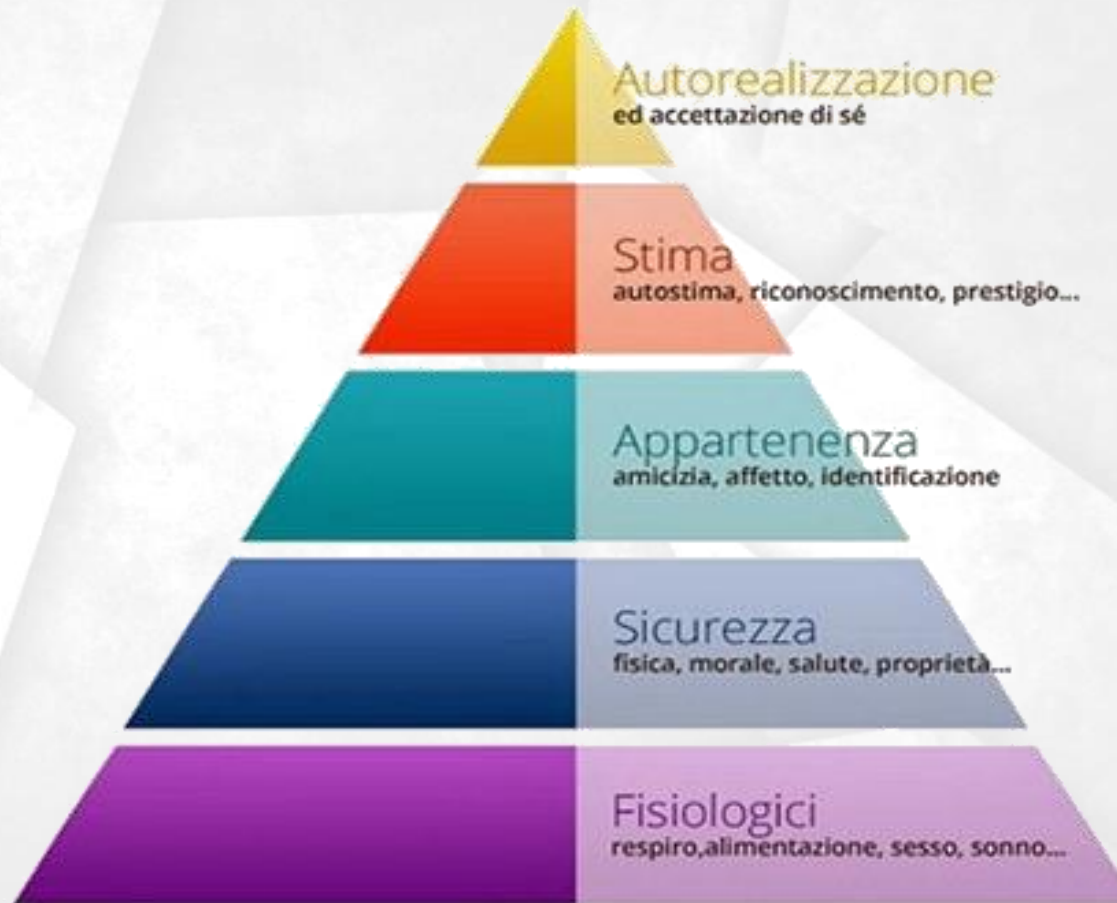 Autorealizzazione
ed accettazione di sé
Stima
autostima, riconoscimento, prestigio...
Appartenenza
amicizia, affetto, identificazione
Sicurezza
fisica, morale, salute, proprietà...
Fisiologici
respiro,alimentazione, sesso, sonno...